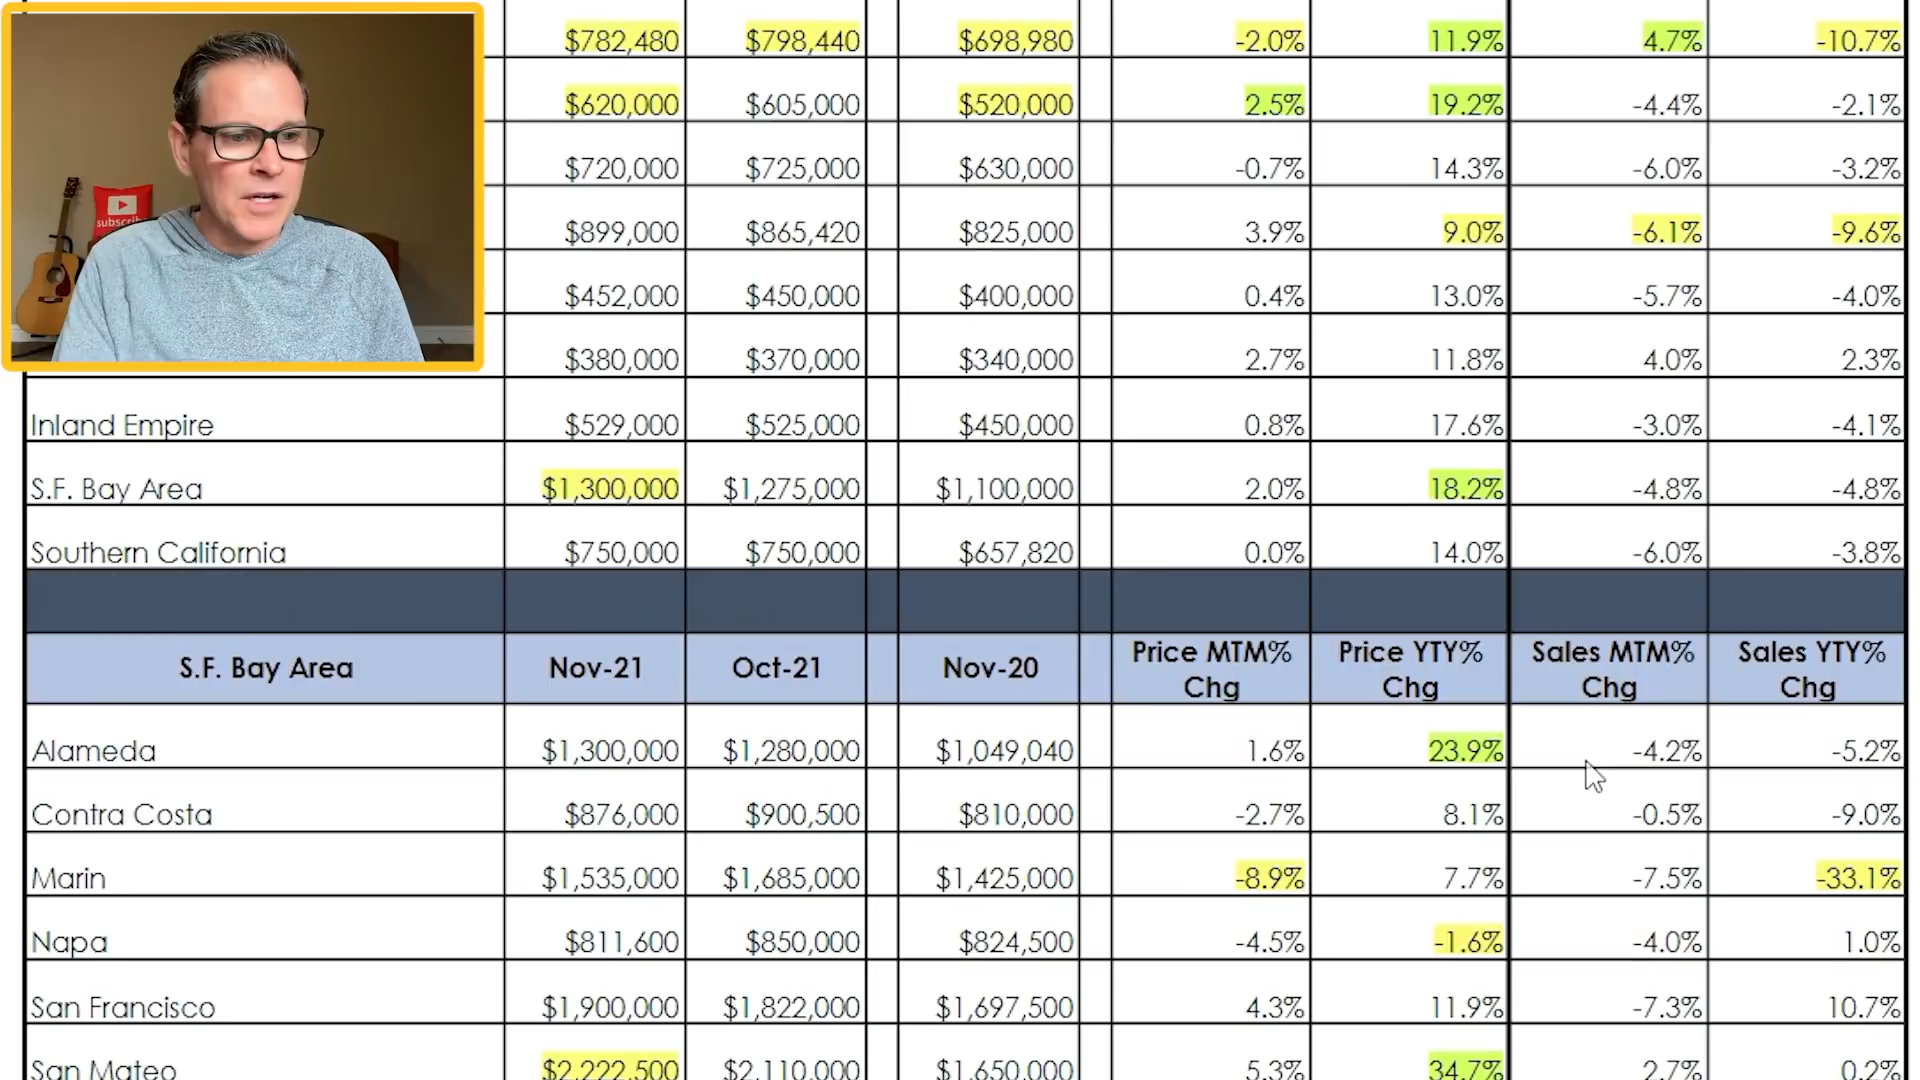 $782,480 $798,440 $698,980 -2.0% 11.9% 4.7% -10.7%
$620,000 $605,000 $520,000 2.5% 19.2% -4.4% -2.1%
$720,000 $725,000 $630,000 -0.7% 14.3% -6.0% -3.2%
subscribe
$899,000 $865,420 $825,000 3.9% 9.0% -6.1% -9.6%
$452,000 $450,000 $400,000 0.4% 13.0% -5.7% -4.0%
$380,000 $370,000 $340,000 2.7% 11.8% 4.0% 2.3%
Inland Empire $529,000 $525,000 $450,000 0.8% 17.6% -3.0% -4.1%
S.F. Bay Area $1,300,000 $1,275,000 $1,100,000 2.0% 18.2% -4.8% -4.8%
Southern California $750,000 $750,000 $657,820 0.0% 14.0% -6.0% -3.8%
S.F. Bay Area Nov-21 Oct-21 Nov-20 Price MTM% Chg Price YTY% Chg Sales MTM% Chg Sales YTY% Chg
Alameda $1,300,000 $1,280,000 $1,049,040 1.6% 23.9% -4.2% -5.2%
Contra Costa $876,000 $900,500 $810,000 -2.7% 8.1% -0.5% -9.0%
Marin $1,535,000 $1,685,000 $1,425,000 -8.9% 7.7% -7.5% -33.1%
Napa $811,600 $850,000 $824,500 -4.5% -1.6% -4.0% 1.0%
San Francisco $1,900,000 $1,822,000 $1,697,500 4.3% 11.9% -7.3% 10.7%
San Mateo $2,222,500 $2,110,000 $1,650,000 5.3% 34.7% 2.7% 0.2%